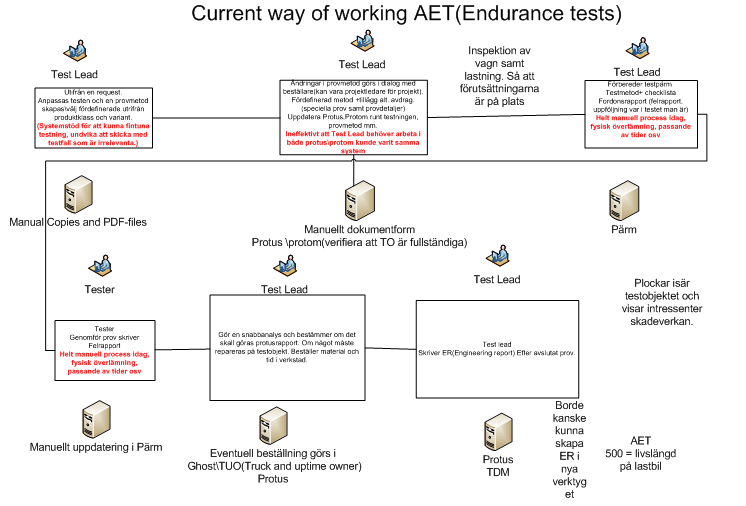 Current way of working AET(Endurance tests)
Test Lead
Utifrån en request.
Anpassas testen och en provmetod
skapas/välj fördefinerade utifrån
produktklass och variant.
(Systemstöd för att kunna fintuna
testning, undvika att skicka med
testfall som är irrelevanta.)
Test Lead
Ändringar i provmetod görs i dialog med
beställare(kan vara projektledare för projekt).
Fördefinerad metod +tillägg alt. avdrag.
(speciella prov samt provdetaljer)
Uppdatera Protus.Protom runt testningen,
provmetod mm.
Ineffektivt att Test Lead behöver arbeta i
både protus\protom kunde varit samma
system
Inspektion av
vagn samt
lastning. Så att
förutsättningarna
är på plats
Test Lead
Förbereder testpärm.
Testmetod+ checklista
Fordonsrapport (felrapport,
uppföljning var i testet man är)
Helt manuell process idag,
fysisk överlämning, passande
av tider osv
Manual Copies and PDF-files
Manuellt dokumentform
Protus \protom(verifiera att TO är fullständiga)
Pärm
Tester
Tester
Genomför prov skriver
Felrapport
Helt manuell process idag,
fysisk överlämning,
passande av tider osv
Test Lead
Gör en snabbanalys och bestämmer om det
skall göras protusrapport. Om något måste
repareras på testobjekt. Beställer material och
tid i verkstad.
Test Lead
Test lead
Skriver ER(Engineering report) Efter avslutat prov.
Plockar isär
testobjektet och
visar intressenter
skadeverkan.
Manuellt updatering i Pärm
Eventuell beställning görs i
Ghost\TUO(Truck and uptime owner)
Protus
Protus
TDM
Borde
kanske
kunna
skapa
ER i
nya
verktyg
et
AET
500 = livslängd
på lastbil